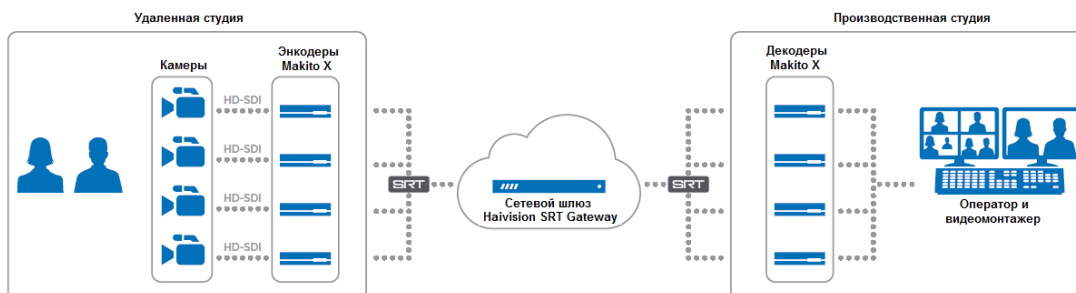 Удаленная студия
Производственная студия
Камеры
Энкодеры
Makito X
Декодеры
Makito X
HD-SDI
HD-SDI
HD-SDI
HD-SDI
SRT
Сетевой шлюз
Haivision SRT Gateway
SRT
Оператор и
видеомонтажер